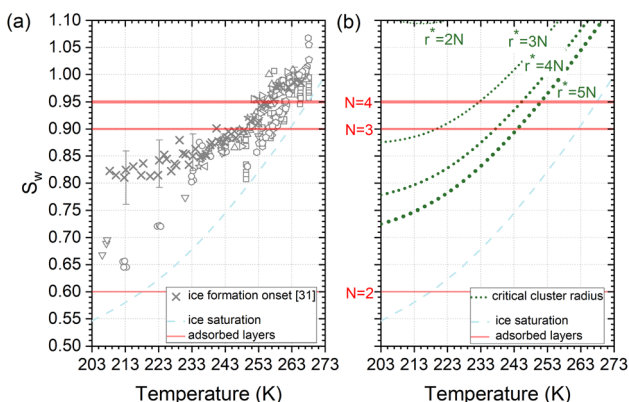 (a)
1.10
1.05
1.00
0.95
0.90
0.85
0.80
0.75
0.70
0.65
0.60
0.55
0.50
S_w
ice formation onset [31]
ice saturation
adsorbed layers
203 213 223 233 243 253 263 273
Temperature (K)
(b)
r*=2N
r*=3N
r*=4N
r*=5N
N=4
N=3
N=2
critical cluster radius
ice saturation
adsorbed layers
203 213 223 233 243 253 263 273
Temperature (K)